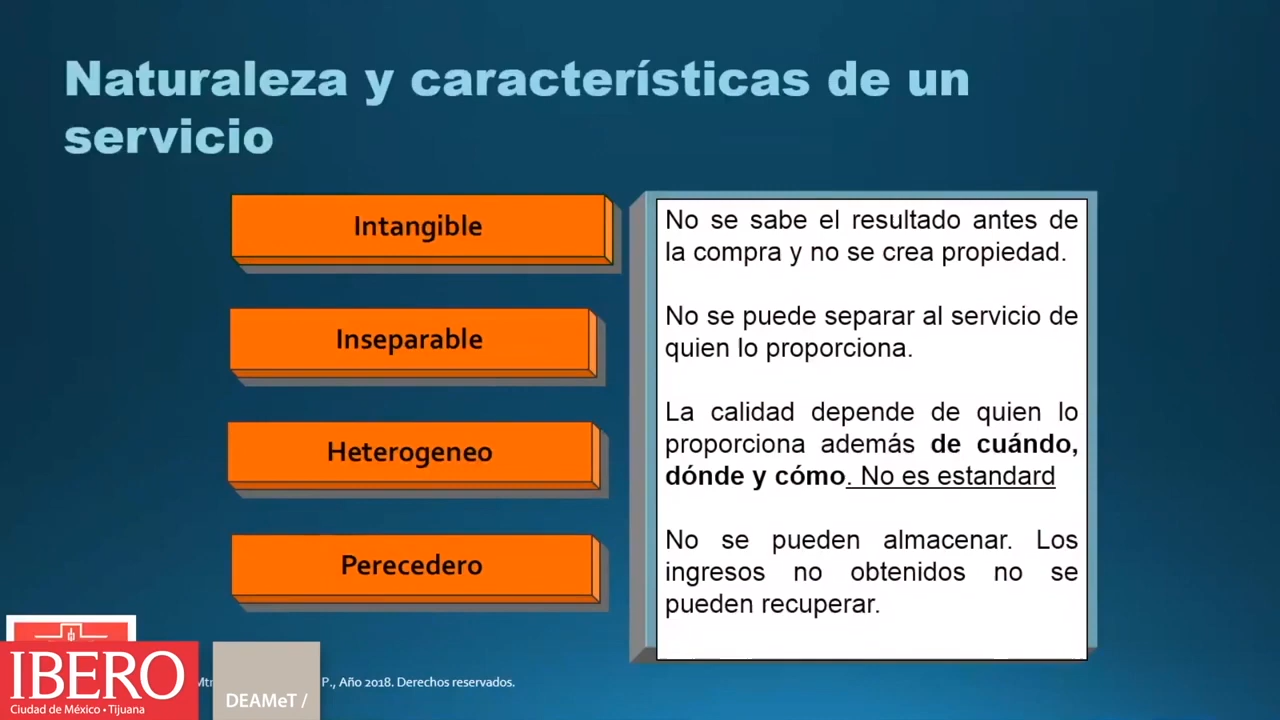 Naturaleza y características de un
servicio
Intangible
No se sabe el resultado antes de
la compra y no se crea propiedad.
Inseparable
No se puede separar al servicio de
quien lo proporciona.
Heterogeneo
La calidad depende de quien lo
proporciona además de cuándo,
dónde y cómo. No es estandard
Perecedero
No se pueden almacenar. Los
ingresos no obtenidos no se
pueden recuperar.
IBERO
Ciudad de México • Tijuana
DEAMeT /
P., Año 2018. Derechos reservados.